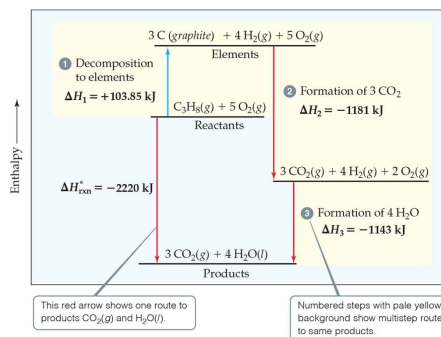 3 C (graphite) + 4 H₂(g) + 5 O₂(g)
Elements
1 Decomposition
to elements
ΔH₁ = +103.85 kJ
2 Formation of 3 CO₂
ΔH₂ = −1181 kJ
C₃H₈(g) + 5 O₂(g)
Reactants
Enthalpy
3 CO₂(g) + 4 H₂(g) + 2 O₂(g)
ΔH°rxn = −2220 kJ
3 Formation of 4 H₂O
ΔH₃ = −1143 kJ
3 CO₂(g) + 4 H₂O(l)
Products
This red arrow shows one route to
products CO₂(g) and H₂O(l).
Numbered steps with pale yellow
background show multistep route
to same products.